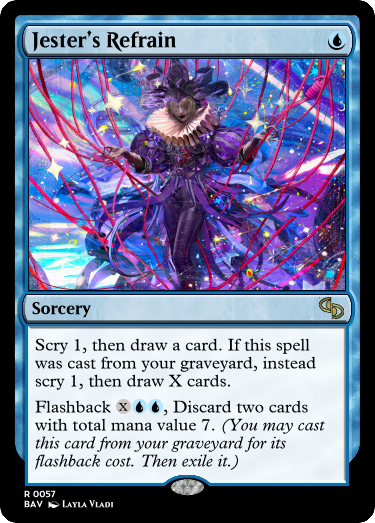 Jester's Refrain
Sorcery
Scry 1, then draw a card. If this spell
was cast from your graveyard, instead
scry 1, then draw X cards.
Flashback X, Discard two cards
with total mana value 7. (You may cast
this card from your graveyard for its
flashback cost. Then exile it.)
R 0057
BAV Layla Vladi